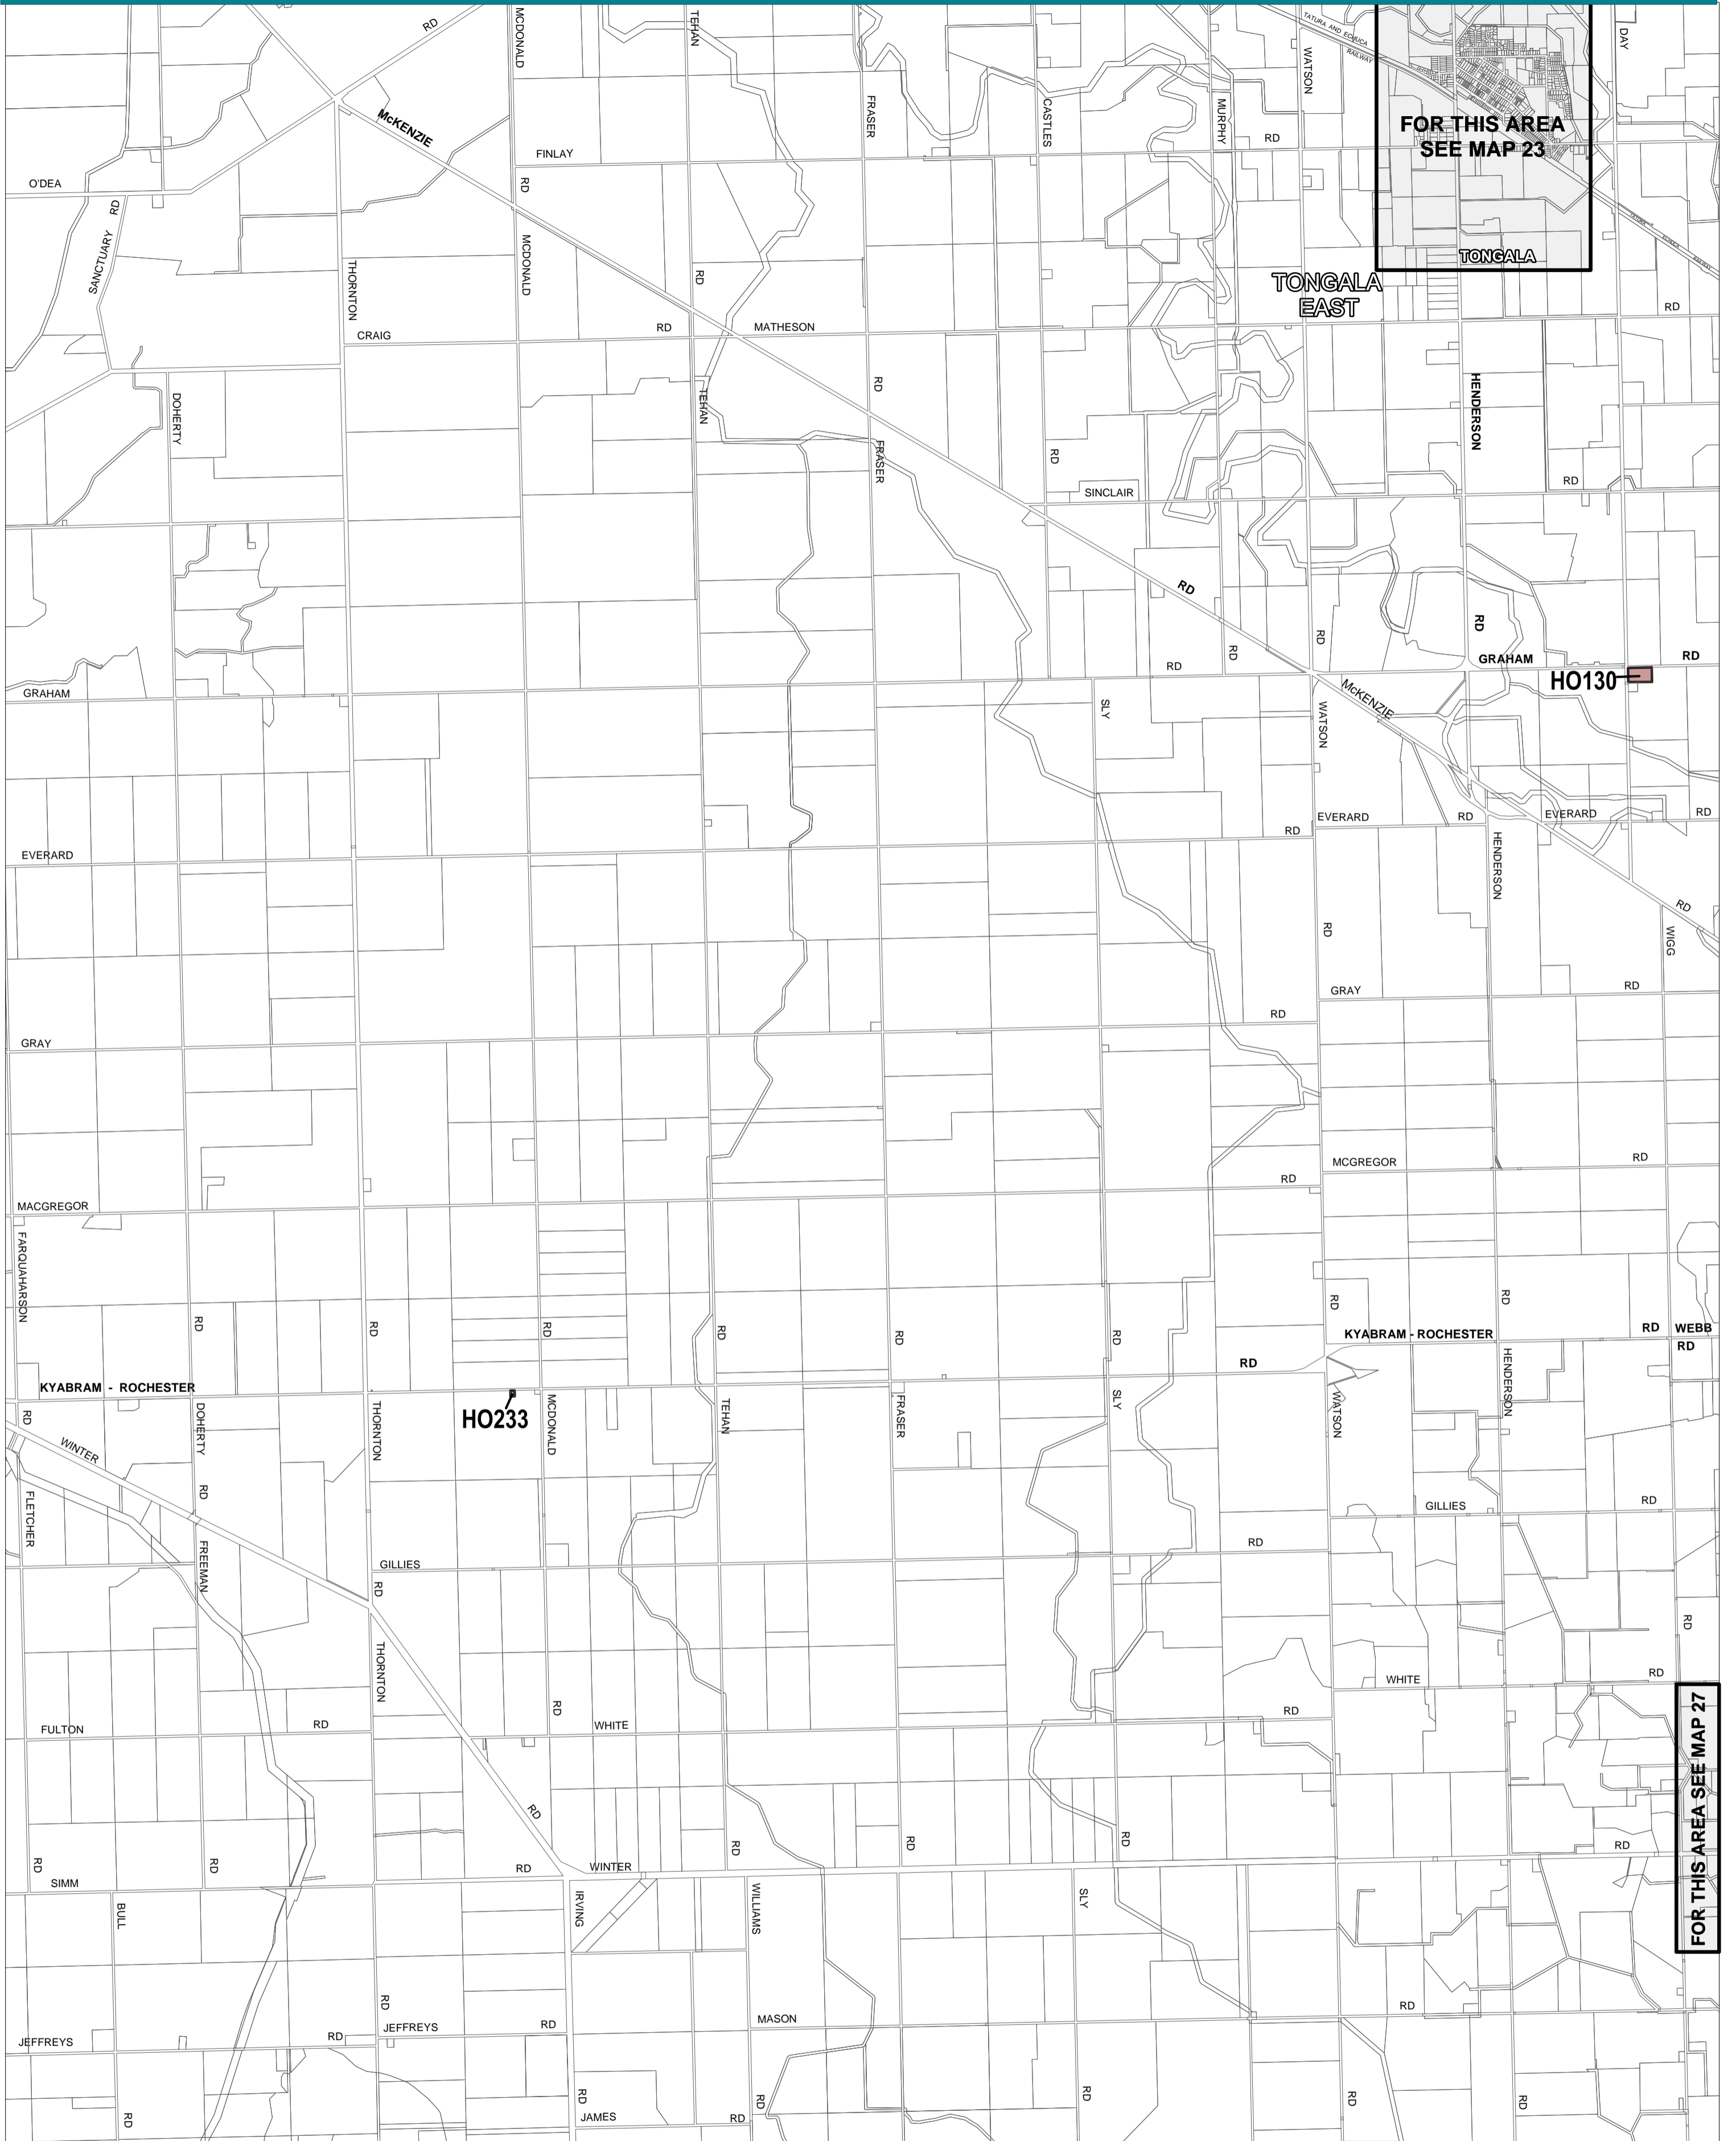 MCDONALD
TEHAN
RD
TATURA AND ECHUCA
RAILWAY
DAY
WATSON
FRASER
CASTLES
MURPHY
McKENZIE
FOR THIS AREA
SEE MAP 23
RD
FINLAY
O'DEA
RD
RD
SANCTUARY
MCDONALD
THORNTON
RD
TONGALA
TATURA
ECHUCA
RAILWAY
TONGALA
EAST
RD
CRAIG
RD
MATHESON
DOHERTY
TEHAN
RD
HENDERSON
FRASER
RD
SINCLAIR
RD
RD
RD
RD
RD
GRAHAM
RD
RD
HO130
GRAHAM
McKENZIE
SLY
WATSON
EVERARD
RD
EVERARD
RD
RD
EVERARD
HENDERSON
RD
RD
WIGG
GRAY
RD
RD
GRAY
MCGREGOR
RD
RD
MACGREGOR
FARQUAHARSON
RD
RD
RD
RD
RD
RD
RD
RD
RD
WEBB
KYABRAM - ROCHESTER
RD
RD
HENDERSON
KYABRAM - ROCHESTER
RD
DOHERTY
THORNTON
HO233
MCDONALD
TEHAN
FRASER
SLY
WATSON
WINTER
RD
FLETCHER
GILLIES
RD
RD
FREEMAN
GILLIES
RD
RD
THORNTON
WHITE
RD
RD
RD
FULTON
RD
WHITE
FOR THIS AREA SEE MAP 27
RD
RD
RD
RD
RD
RD
RD
SIMM
RD
WINTER
BULL
IRVING
WILLIAMS
SLY
RD
RD
MASON
JEFFREYS
RD
JEFFREYS
RD
RD
RD
RD
RD
RD
RD
JAMES
RD